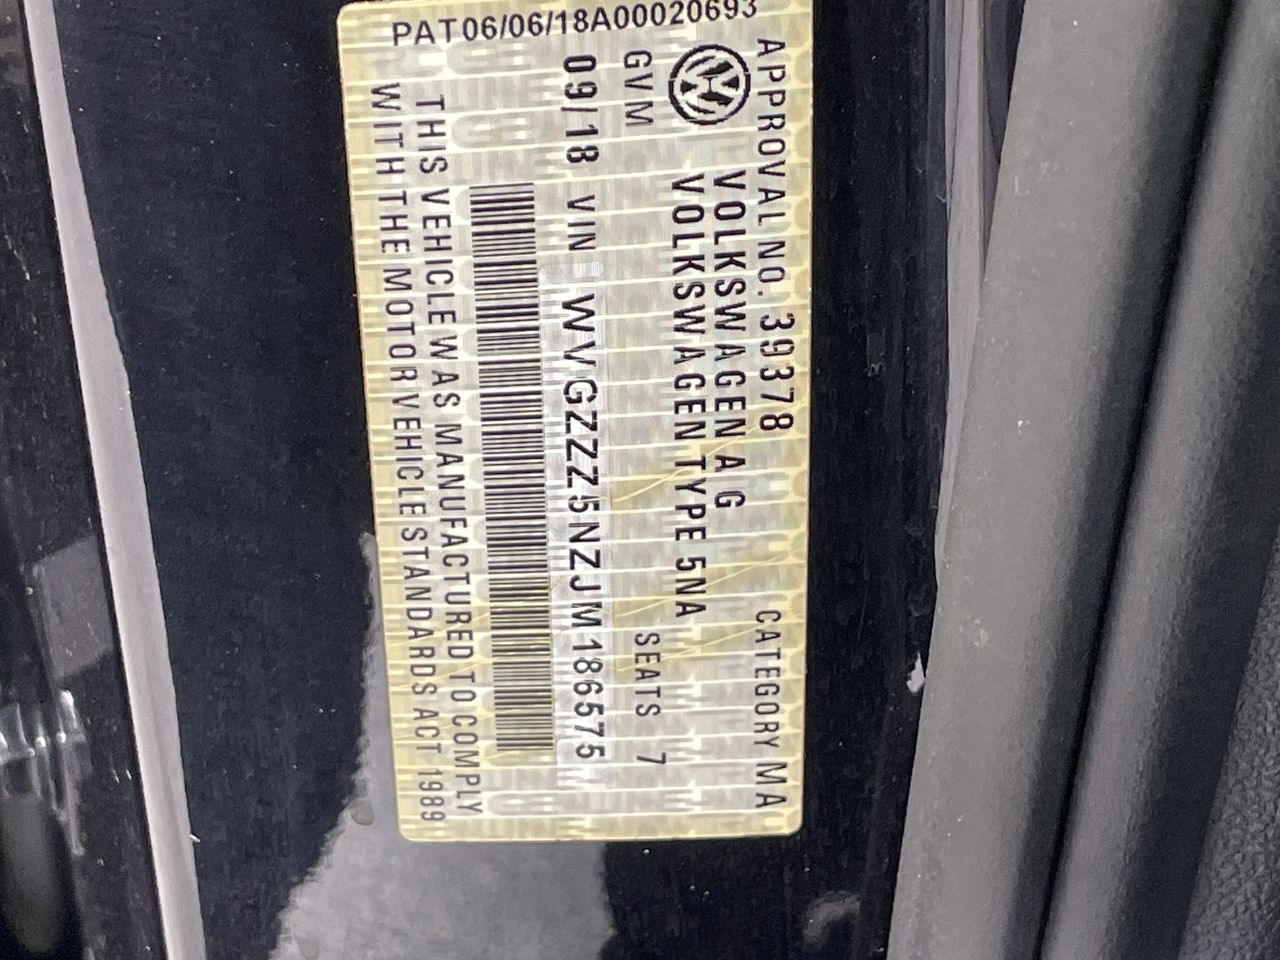 APPROVAL NO. 39378 CATEGORY MA
VOLKSWAGEN AG
VOLKSWAGEN TYPE 5NA
GVM SEATS 7
09/18 VIN WVGZZZ5NZJM186575
THIS VEHICLE WAS MANUFACTURED TO COMPLY
WITH THE MOTOR VEHICLE STANDARDS ACT 1989
PAT06/06/18A00020693